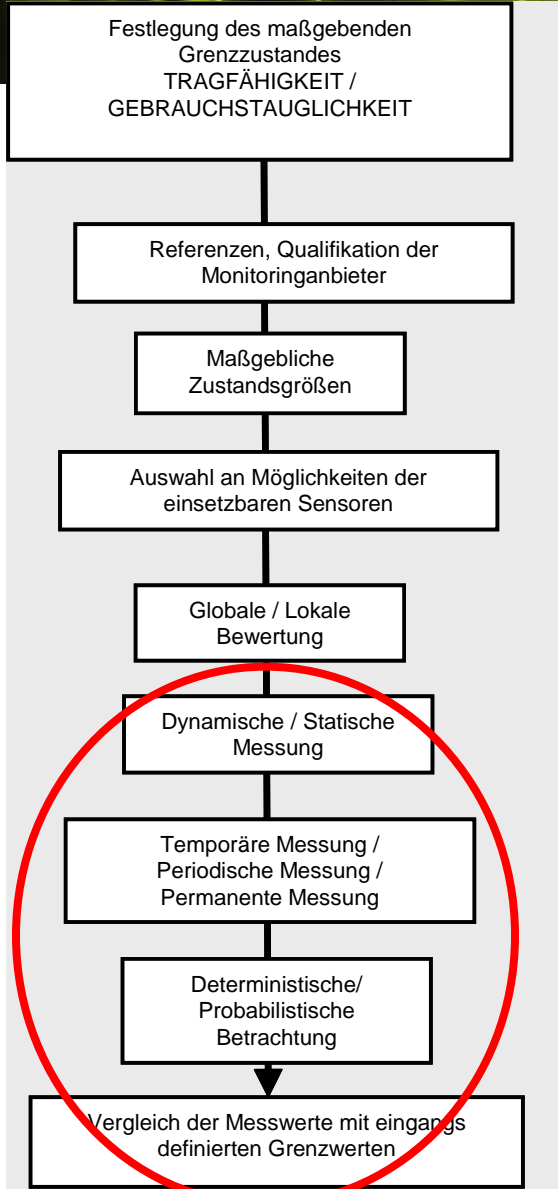 Festlegung des maßgebenden
Grenzzustandes
TRAGFÄHIGKEIT /
GEBRAUCHSTAUGLICHKEIT
Referenzen, Qualifikation der
Monitoringanbieter
Maßgebliche
Zustandsgrößen
Auswahl an Möglichkeiten der
einsetzbaren Sensoren
Globale / Lokale
Bewertung
Dynamische / Statische
Messung
Temporäre Messung /
Periodische Messung /
Permanente Messung
Deterministische/
Probabilistische
Betrachtung
Vergleich der Messwerte mit eingangs
definierten Grenzwerten